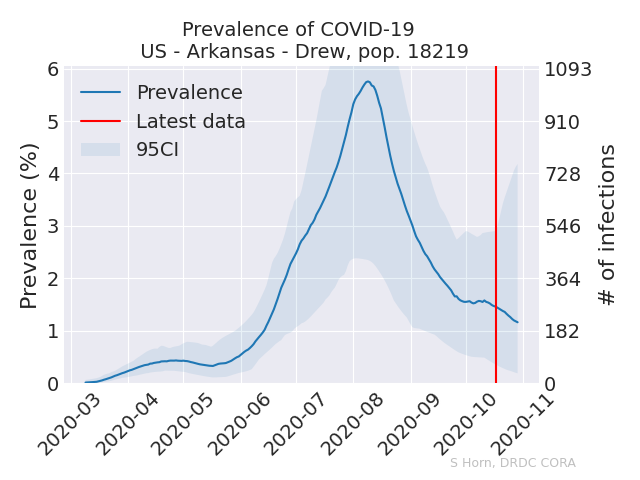 Prevalence of COVID-19
US - Arkansas - Drew, pop. 18219
Prevalence
Latest data
95CI
Prevalence (%)
6
5
4
3
2
1
0
1093
910
728
546
364
182
0
# of infections
2020-03
2020-04
2020-05
2020-06
2020-07
2020-08
2020-09
2020-10
2020-11
S Horn, DRDC CORA